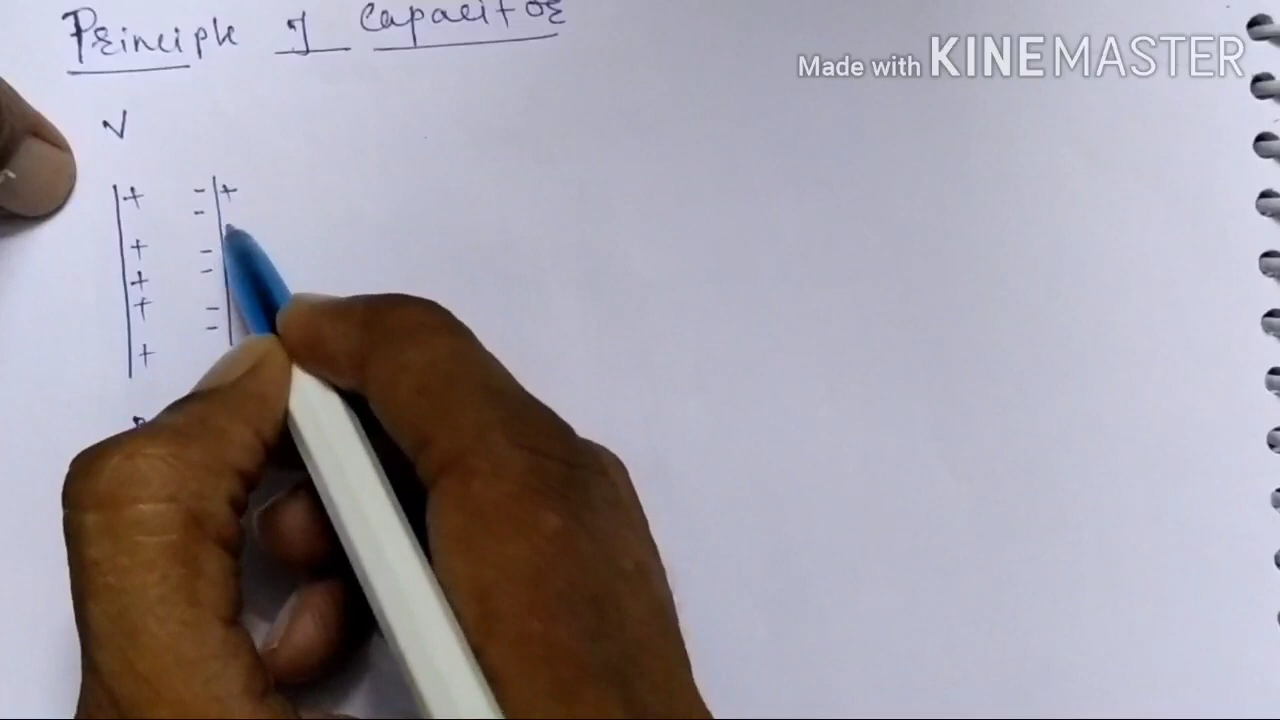 Principle of Capacitor
Made with KINEMASTER
V
+ - +
-
+ -
+ -
+ -
-
+